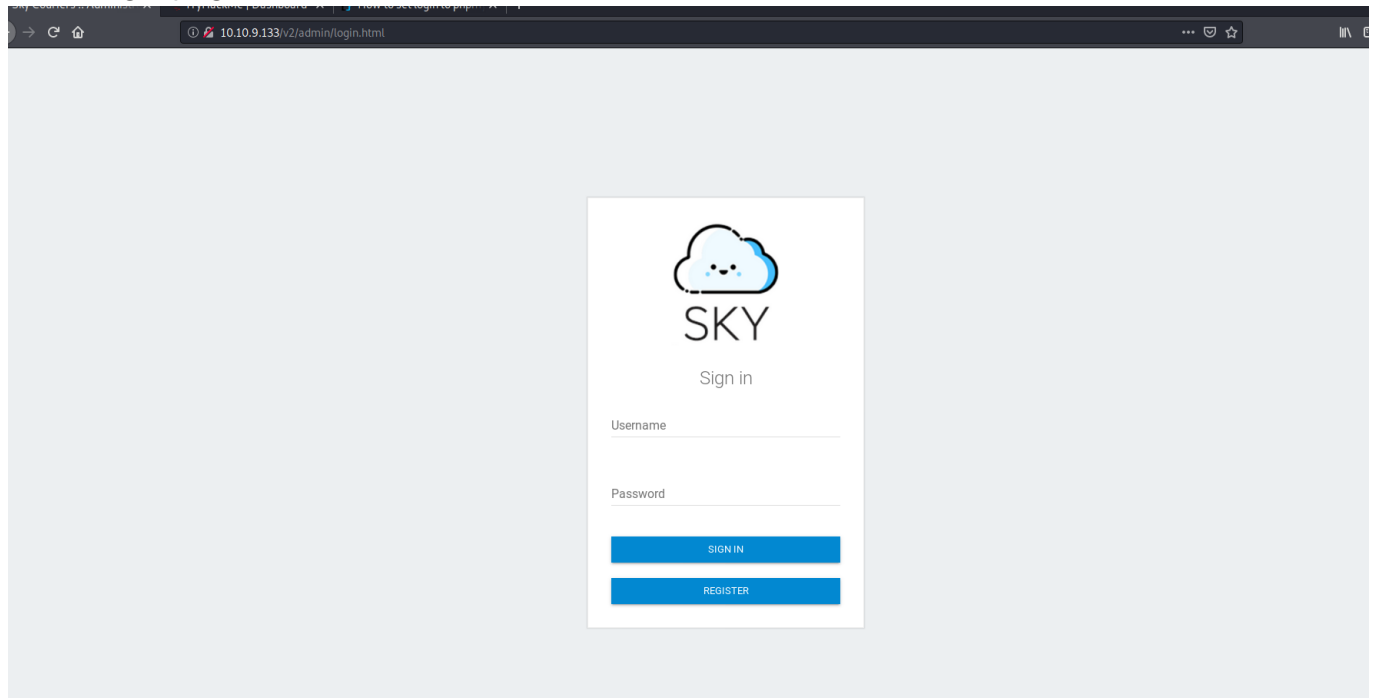 10.10.9.133/v2/admin/login.html
SKY
Sign in
Username
Password
SIGN IN
REGISTER